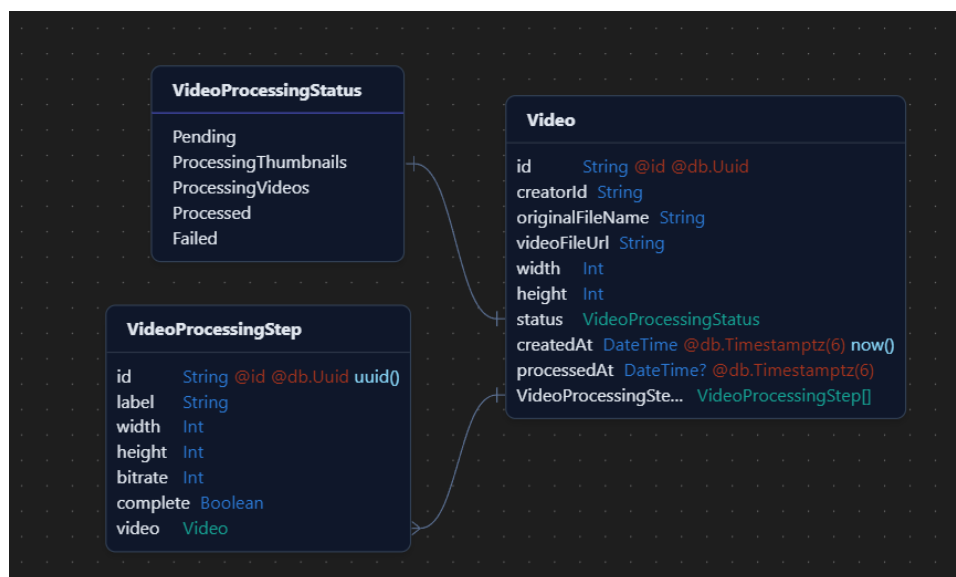 VideoProcessingStatus
Pending
ProcessingThumbnails
ProcessingVideos
Processed
Failed
Video
id String @id @db.Uuid
creatorId String
originalFileName String
videoFileUrl String
width Int
height Int
status VideoProcessingStatus
createdAt DateTime @db.Timestamptz(6) now()
processedAt DateTime? @db.Timestamptz(6)
VideoProcessingSte... VideoProcessingStep[]
VideoProcessingStep
id String @id @db.Uuid uuid()
label String
width Int
height Int
bitrate Int
complete Boolean
video Video